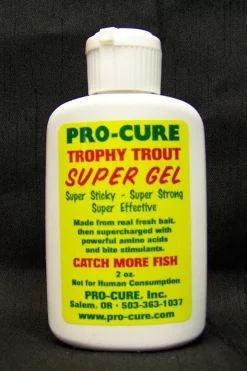 PRO-CURE
TROPHY TROUT
SUPER GEL
Super Sticky - Super Strong
Super Effective
Made from real fresh bait.
then supercharged with
powerful amino acids
and bite stimulants.
CATCH MORE FISH
2 oz.
Not for Human Consumption
PRO-CURE, Inc.
Salem, OR • 503-363-1037
www.pro-cure.com